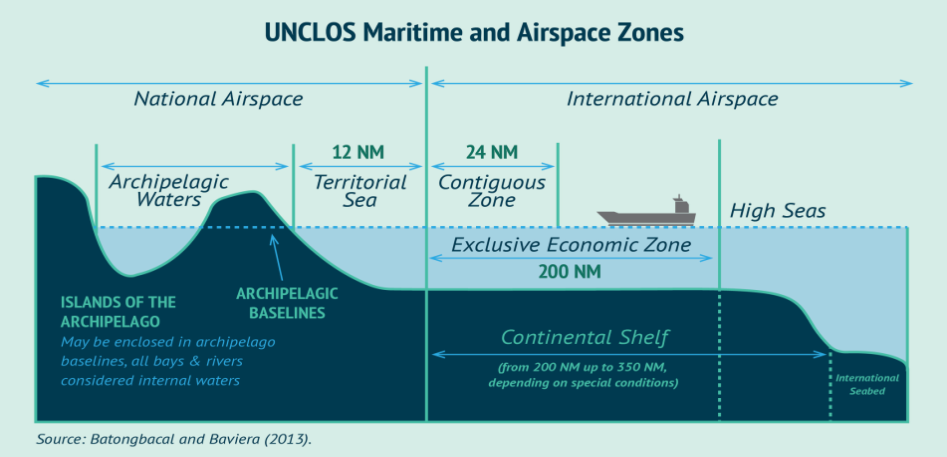 UNCLOS Maritime and Airspace Zones
National Airspace
International Airspace
12 NM
24 NM
Archipelagic
Waters
Territorial
Sea
Contiguous
Zone
High Seas
Exclusive Economic Zone
200 NM
ISLANDS OF THE
ARCHIPELAGO
May be enclosed in archipelago
baselines, all bays & rivers
considered internal waters
ARCHIPELAGIC
BASELINES
Continental Shelf
(from 200 NM up to 350 NM,
depending on special conditions)
International
Seabed
Source: Batongbacal and Baviera (2013).